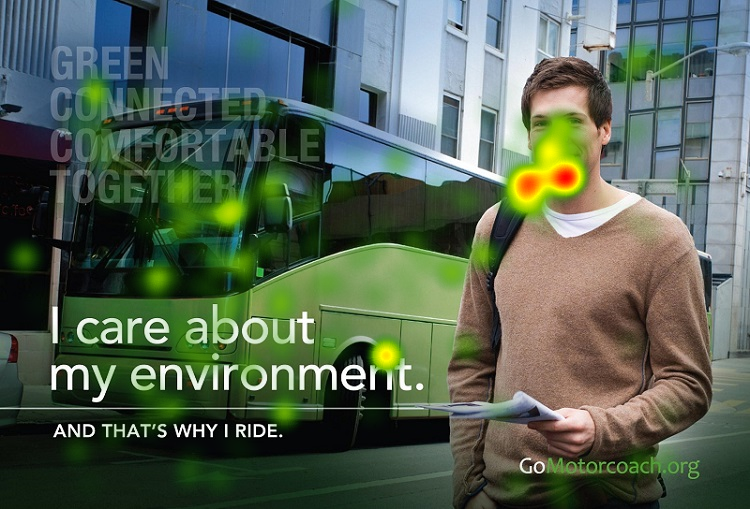 GREEN
CONNECTED
COMFORTABLE
TOGETHER
I care about
my environment.
AND THAT'S WHY I RIDE.
GoMotorcoach.org